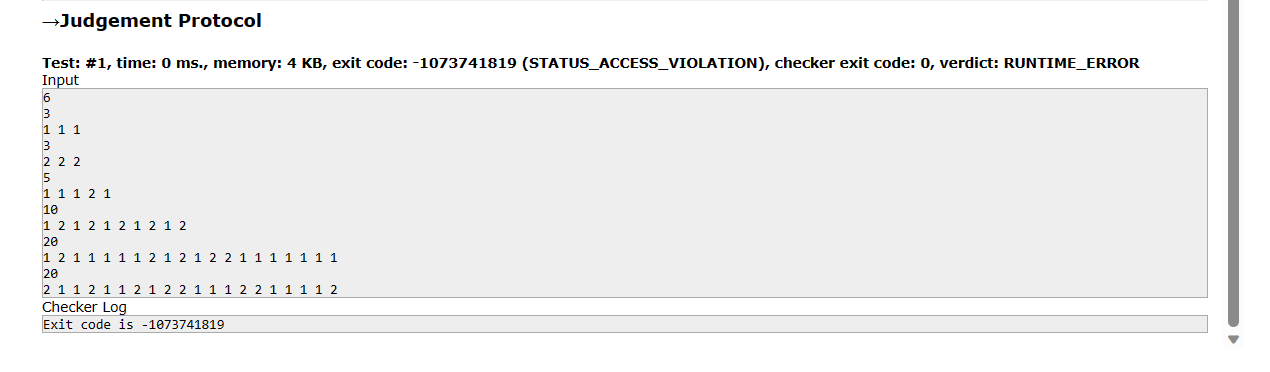 →Judgement Protocol
Test: #1, time: 0 ms., memory: 4 KB, exit code: -1073741819 (STATUS_ACCESS_VIOLATION), checker exit code: 0, verdict: RUNTIME_ERROR
Input
6
3
1 1 1
3
2 2 2
5
1 1 1 2 1
10
1 2 1 2 1 2 1 2 1 2
20
1 2 1 1 1 1 1 2 1 2 1 2 2 1 1 1 1 1 1 1
20
2 1 1 2 1 1 2 1 2 2 1 1 1 2 2 1 1 1 1 2
Checker Log
Exit code is -1073741819